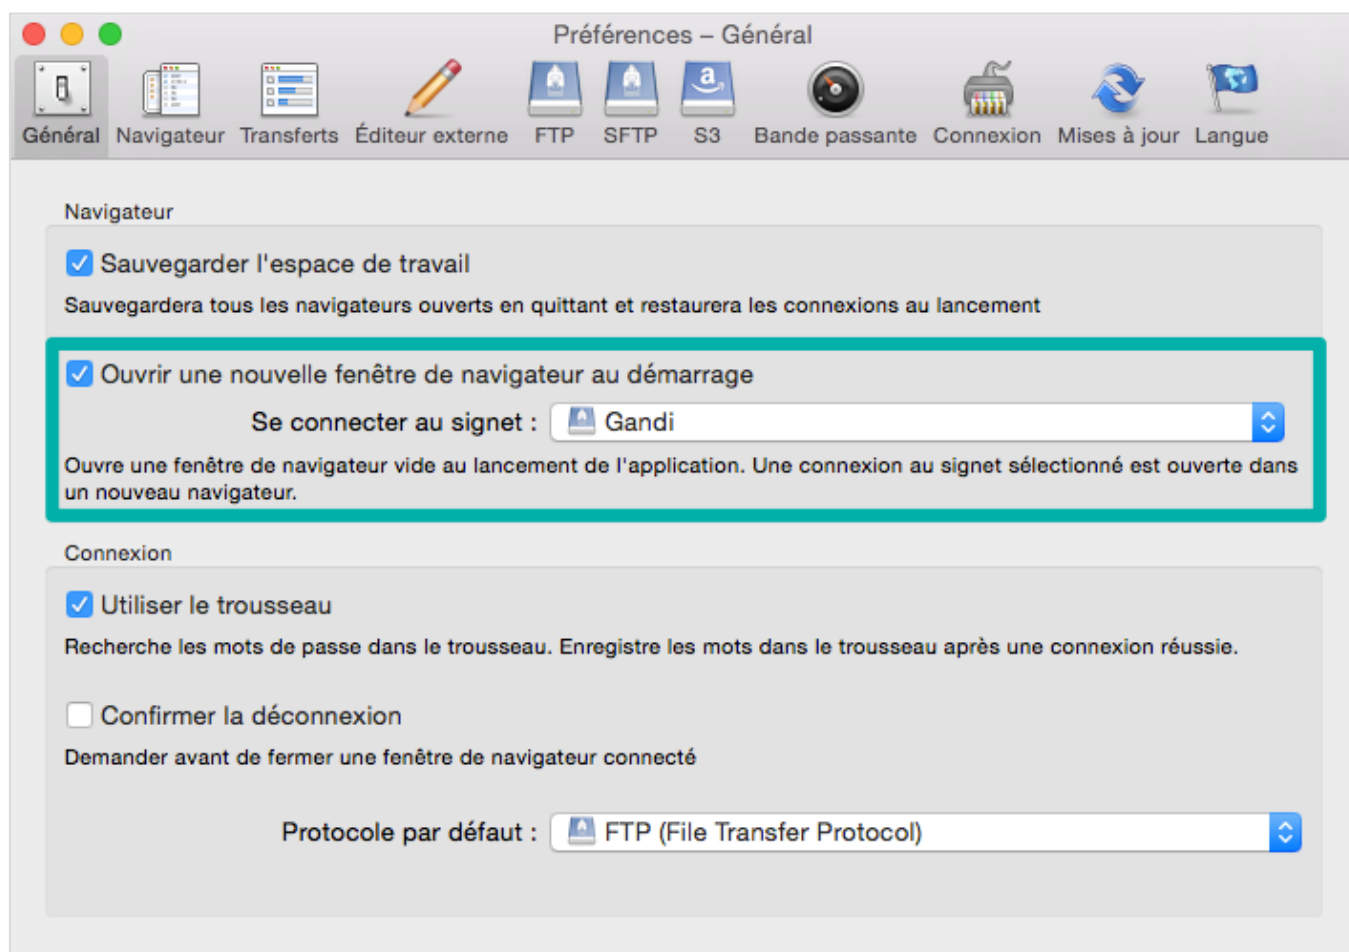 Préférences – Général
Général Navigateur Transferts Éditeur externe FTP SFTP S3 Bande passante Connexion Mises à jour Langue
Navigateur
Sauvegarder l'espace de travail
Sauvegardera tous les navigateurs ouverts en quittant et restaurera les connexions au lancement
Ouvrir une nouvelle fenêtre de navigateur au démarrage
Se connecter au signet : Gandi
Ouvre une fenêtre de navigateur vide au lancement de l'application. Une connexion au signet sélectionné est ouverte dans
un nouveau navigateur.
Connexion
Utiliser le trousseau
Recherche les mots de passe dans le trousseau. Enregistre les mots dans le trousseau après une connexion réussie.
Confirmer la déconnexion
Demander avant de fermer une fenêtre de navigateur connecté
Protocole par défaut : FTP (File Transfer Protocol)